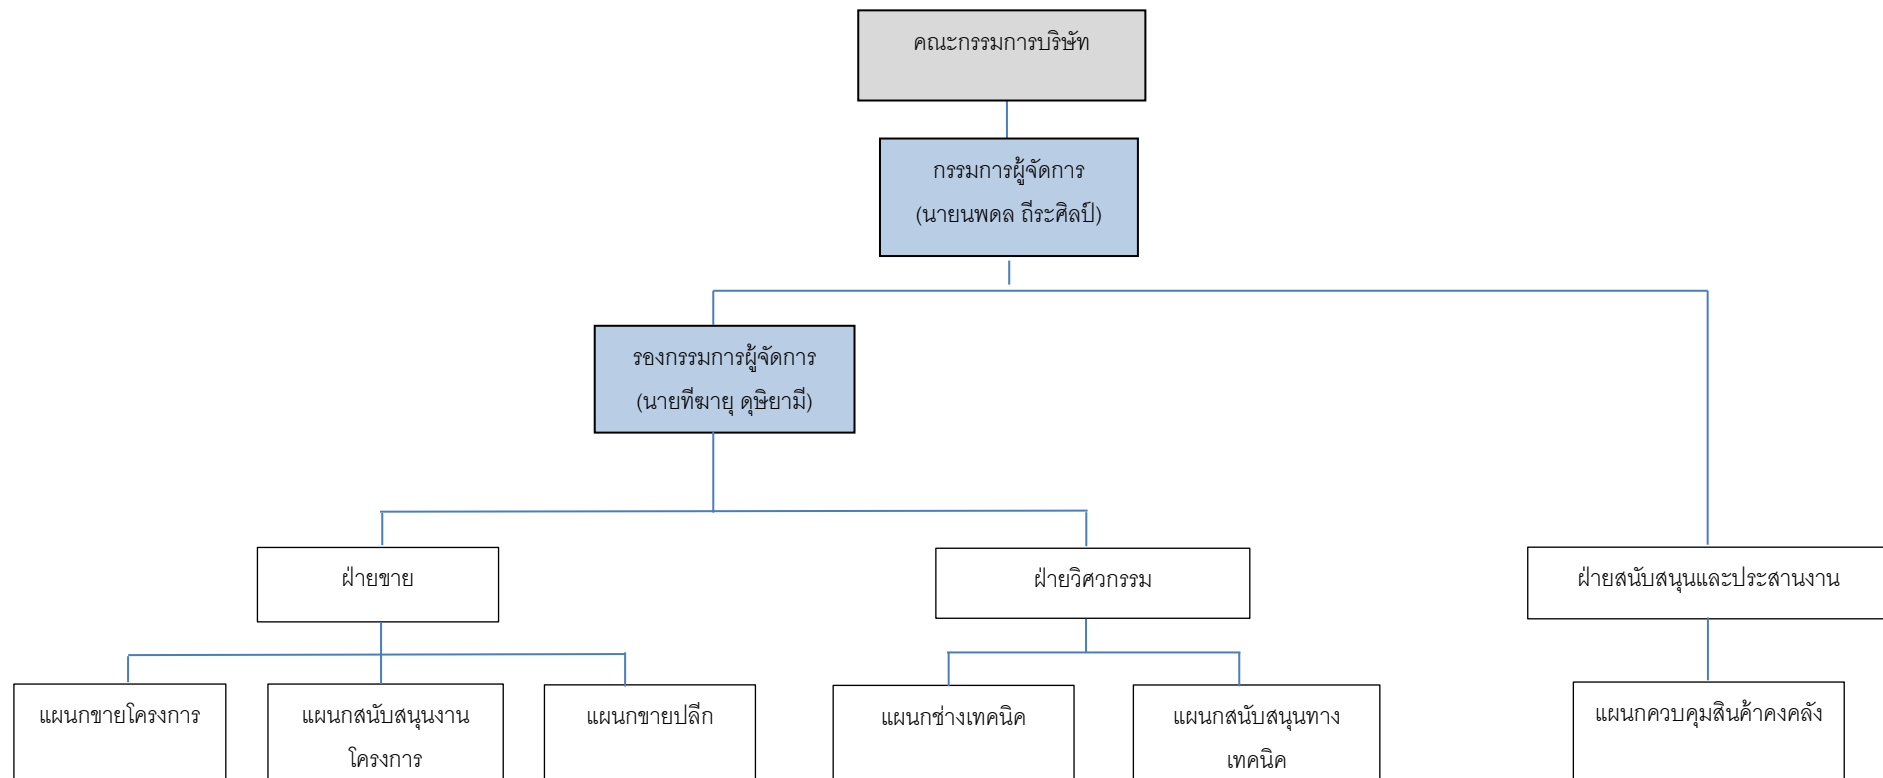 คณะกรรมการบริษัท
กรรมการผู้จัดการ
(นายนพดล ถีระศิลป์)
รองกรรมการผู้จัดการ
(นายทีฆายุ ดุษิยามี)
ฝ่ายขาย
ฝ่ายวิศวกรรม
ฝ่ายสนับสนุนและประสานงาน
แผนกขายโครงการ
แผนกสนับสนุนงาน
โครงการ
แผนกขายปลีก
แผนกช่างเทคนิค
แผนกสนับสนุนทาง
เทคนิค
แผนกควบคุมสินค้าคงคลัง